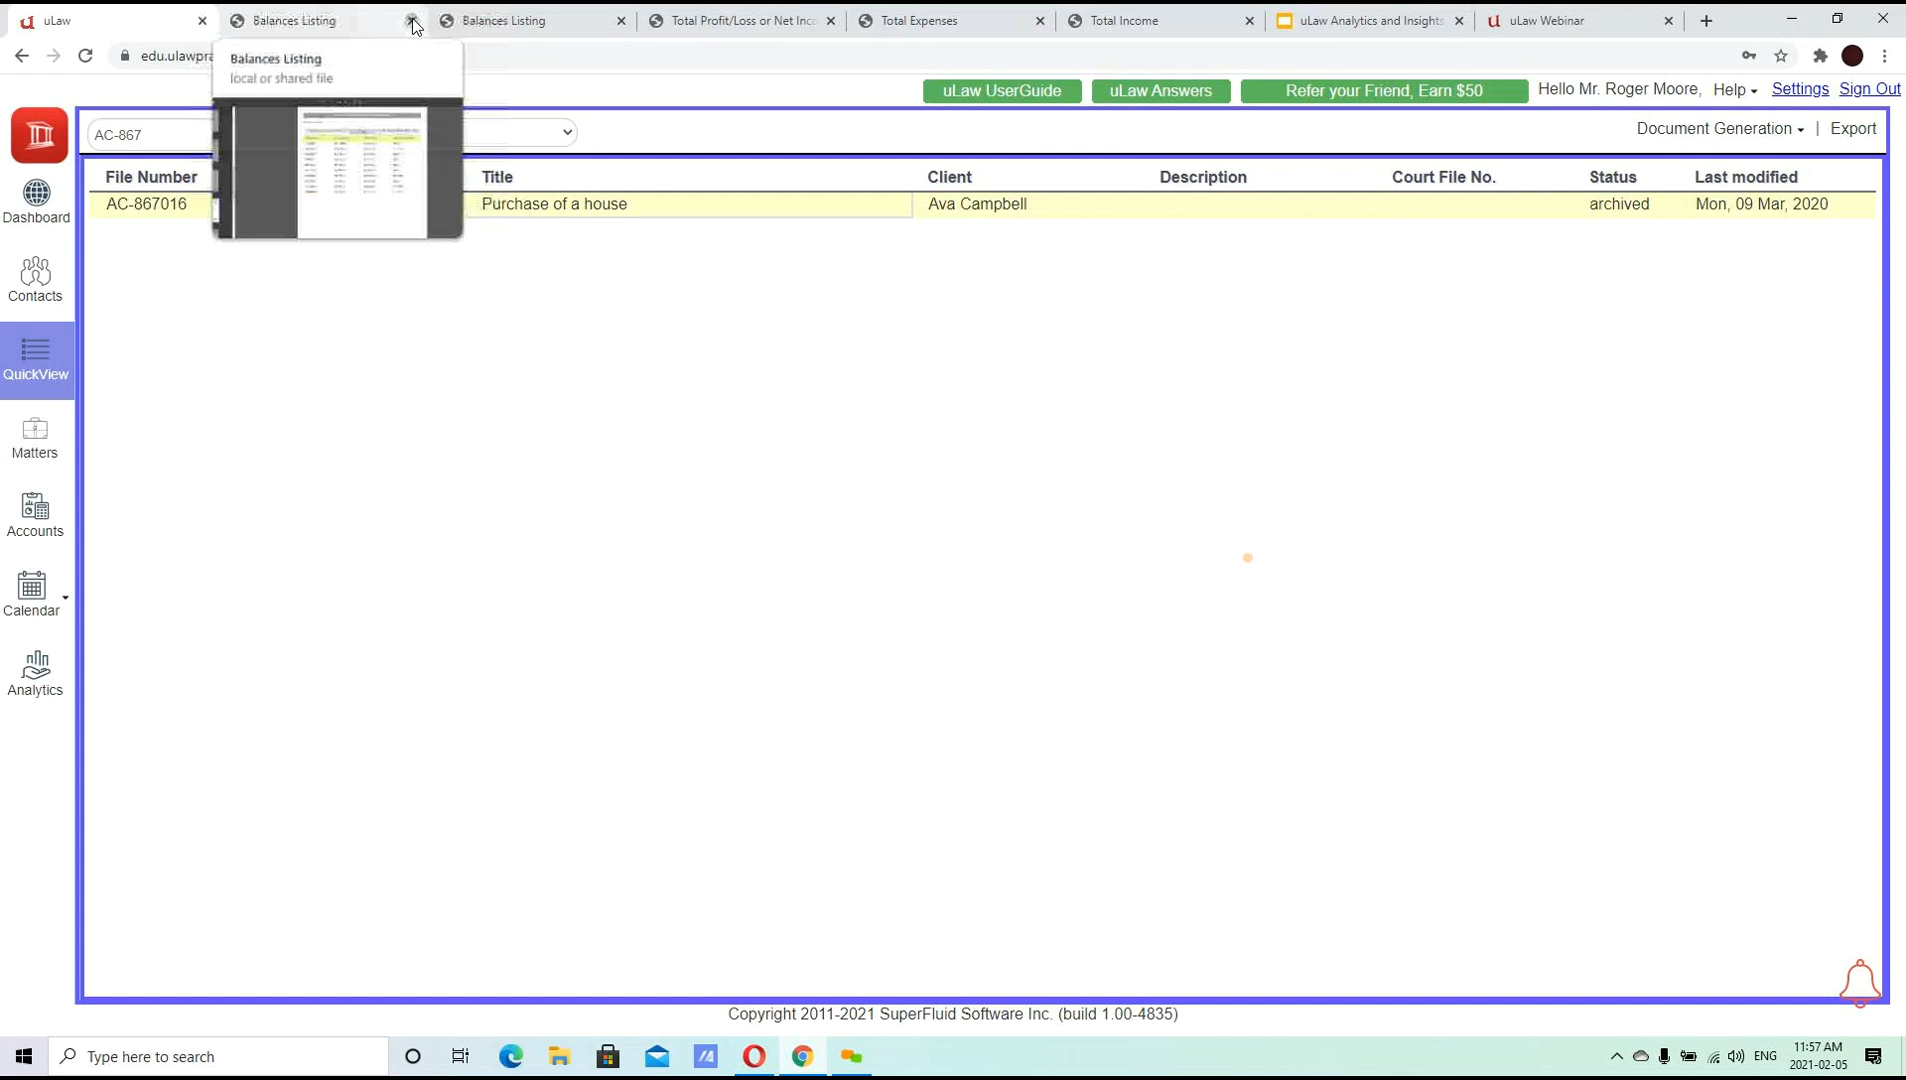 uLaw
Balances Listing
Balances Listing
Total Profit/Loss or Net Inco
Total Expenses
Total Income
uLaw Analytics and Insights
uLaw Webinar
edu.ulawpra
Balances Listing
local or shared file
uLaw UserGuide
uLaw Answers
Refer your Friend, Earn $50
Hello Mr. Roger Moore,
Help
Settings
Sign Out
AC-867
Document Generation
|
Export
File Number
Title
Client
Description
Court File No.
Status
Last modified
AC-867016
Purchase of a house
Ava Campbell
archived
Mon, 09 Mar, 2020
Dashboard
Contacts
QuickView
Matters
Accounts
Calendar
Analytics
Copyright 2011-2021 SuperFluid Software Inc. (build 1.00-4835)
Type here to search
ENG
11:57 AM
2021-02-05